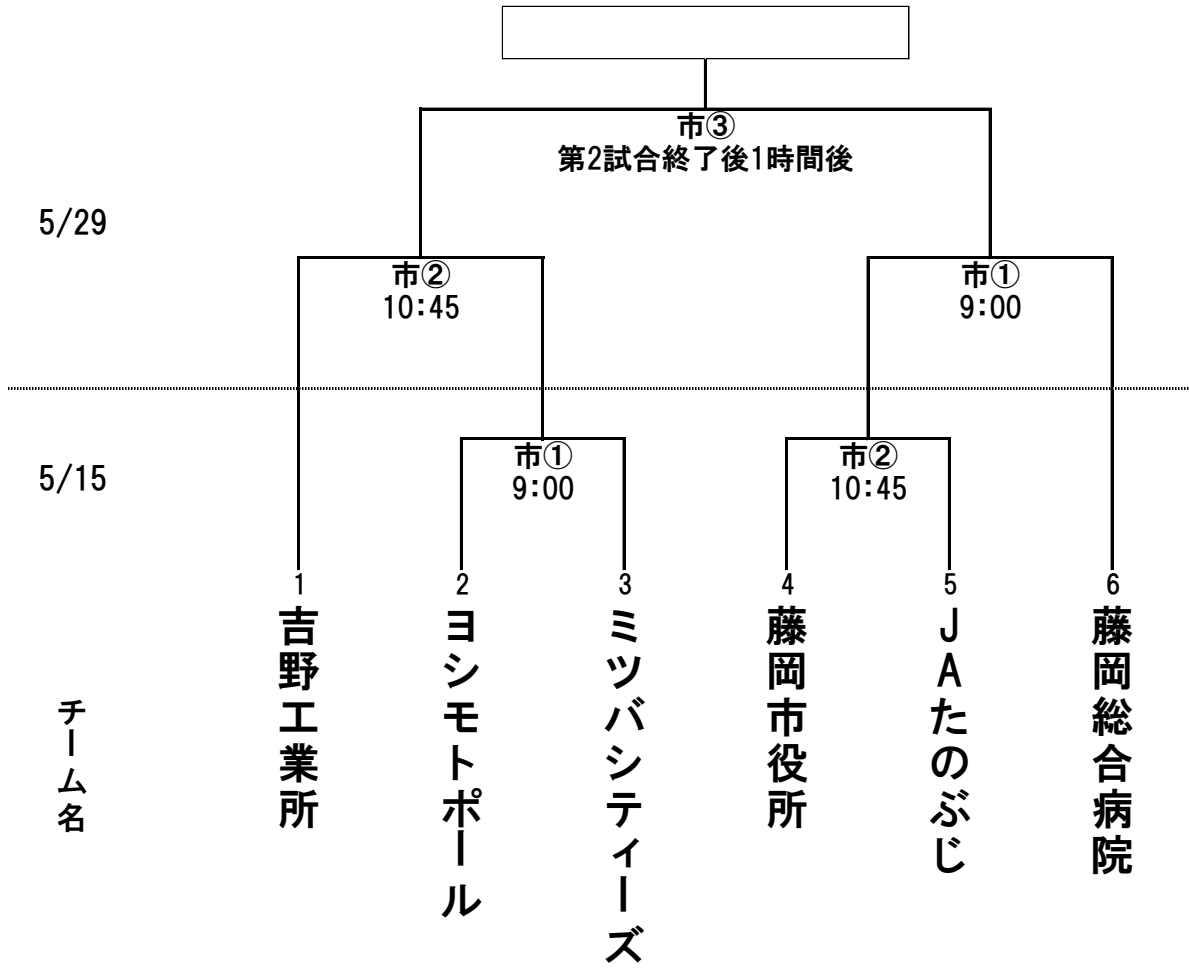 市③
第2試合終了後1時間後
5/29
市②
10:45
市①
9:00
5/15
市①
9:00
市②
10:45
1
2
3
4
5
6
チーム名
吉野工業所
ヨシモトポール
ミツバシティーズ
藤岡市役所
JAたのぶじ
藤岡総合病院